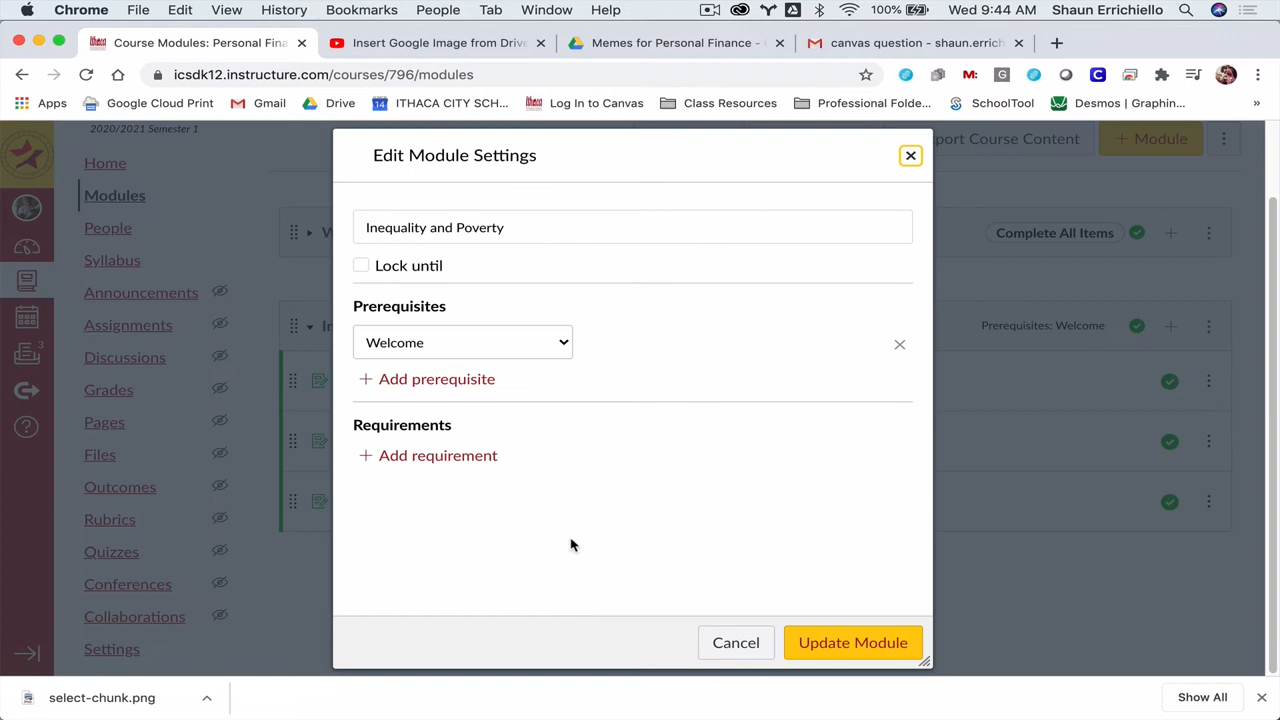 Chrome File Edit View History Bookmarks People Tab Window Help 100% Wed 9:44 AM Shaun Errichiello
Course Modules: Personal Fina Insert Google Image from Drive Memes for Personal Finance - canvas question - shaun.errich
icsdk12.instructure.com/courses/796/modules
Apps Google Cloud Print Gmail Drive ITHACA CITY SCH... Log In to Canvas Class Resources Professional Folde... SchoolTool Desmos | Graphin... »
2020/2021 Semester 1
port Course Content + Module
Edit Module Settings
Home
Modules
People
Syllabus
Announcements
Assignments
Discussions
Grades
Pages
Files
Outcomes
Rubrics
Quizzes
Conferences
Collaborations
Settings
3
Inequality and Poverty
Lock until
Prerequisites
Welcome
+ Add prerequisite
Requirements
+ Add requirement
Cancel Update Module
W Complete All Items
In Prerequisites: Welcome
select-chunk.png Show All